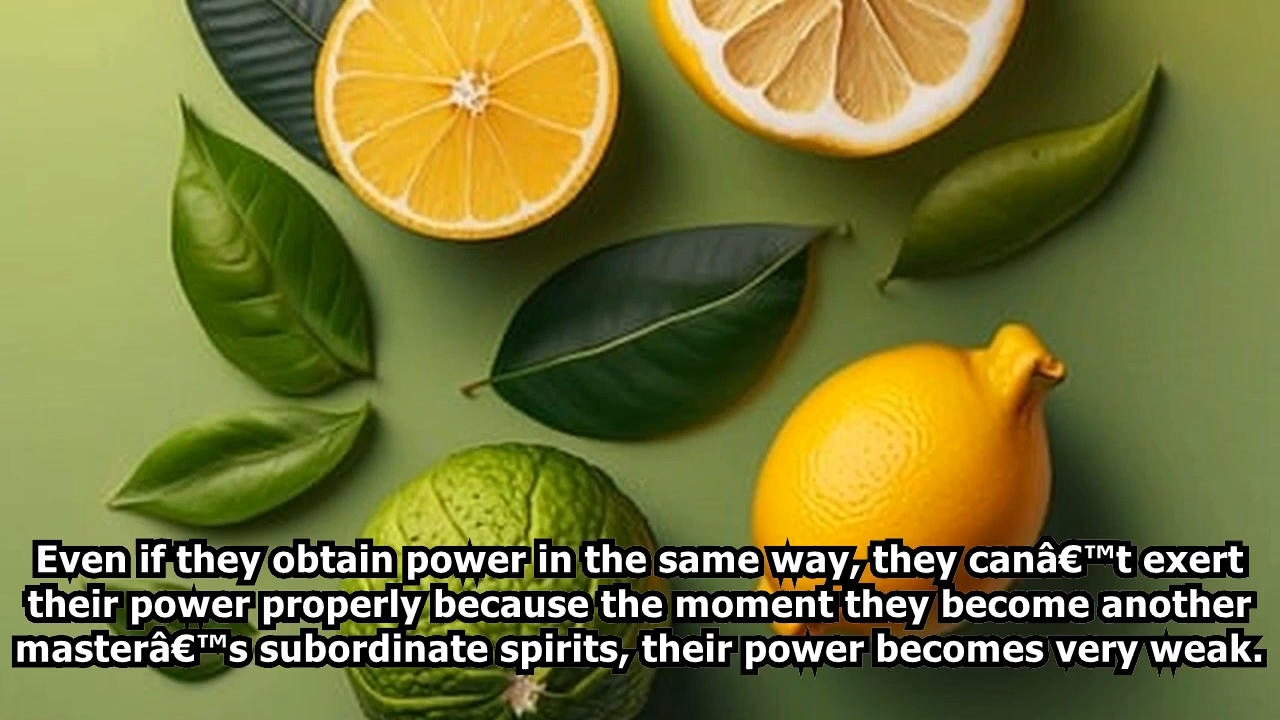 Even if they obtain power in the same way, they canâ€™t exert
their power properly because the moment they become another
masterâ€™s subordinate spirits, their power becomes very weak.